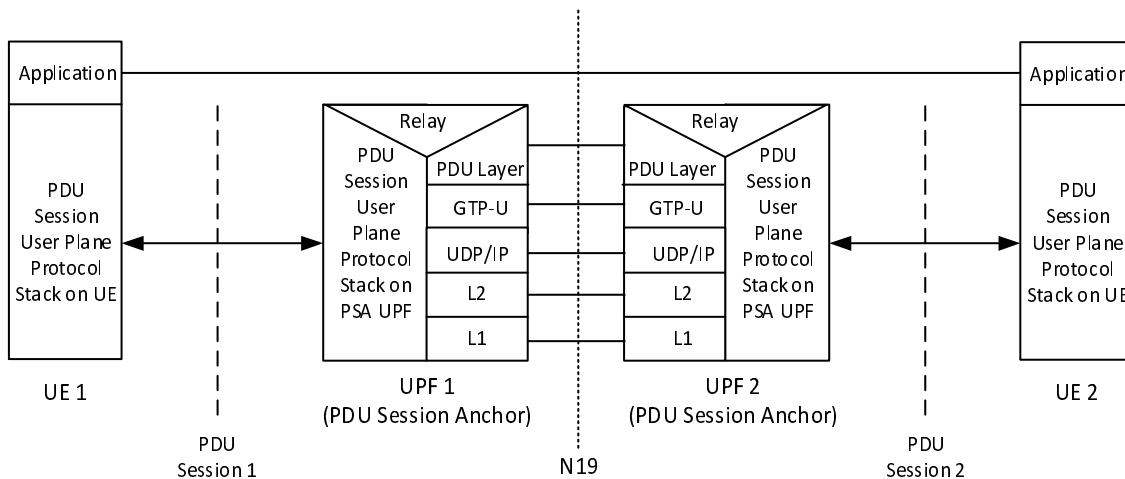 Application
PDU
Session
User Plane
Protocol
Stack on UE
UE 1
PDU
Session 1
Relay
PDU
Session
User
Plane
Protocol
Stack on
PSA UPF
PDU Layer
GTP-U
UDP/IP
L2
L1
UPF 1
(PDU Session Anchor)
N19
Relay
PDU Layer
GTP-U
UDP/IP
L2
L1
PDU
Session
User
Plane
Protocol
Stack on
PSA UPF
UPF 2
(PDU Session Anchor)
PDU
Session 2
Application
PDU
Session
User Plane
Protocol
Stack on UE
UE 2